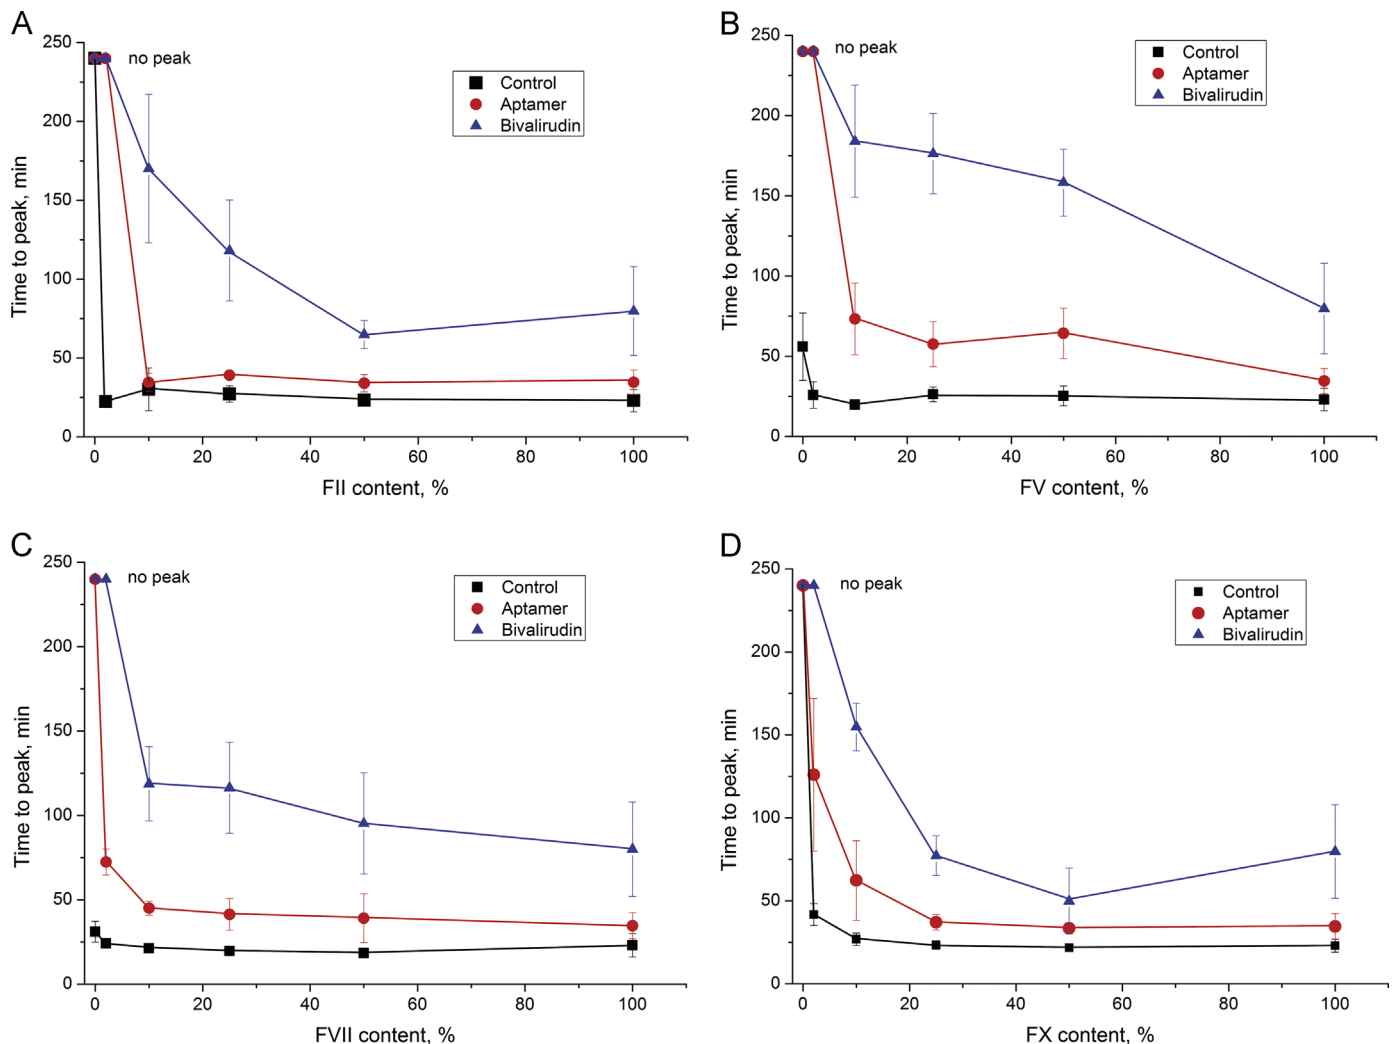 A
250
200
150
100
50
0
Time to peak, min
no peak
Control
Aptamer
Bivalirudin
0 20 40 60 80 100
FII content, %
B
250
200
150
100
50
0
Time to peak, min
no peak
Control
Aptamer
Bivalirudin
0 20 40 60 80 100
FV content, %
C
250
200
150
100
50
0
Time to peak, min
no peak
Control
Aptamer
Bivalirudin
0 20 40 60 80 100
FVII content, %
D
250
200
150
100
50
0
Time to peak, min
no peak
Control
Aptamer
Bivalirudin
0 20 40 60 80 100
FX content, %